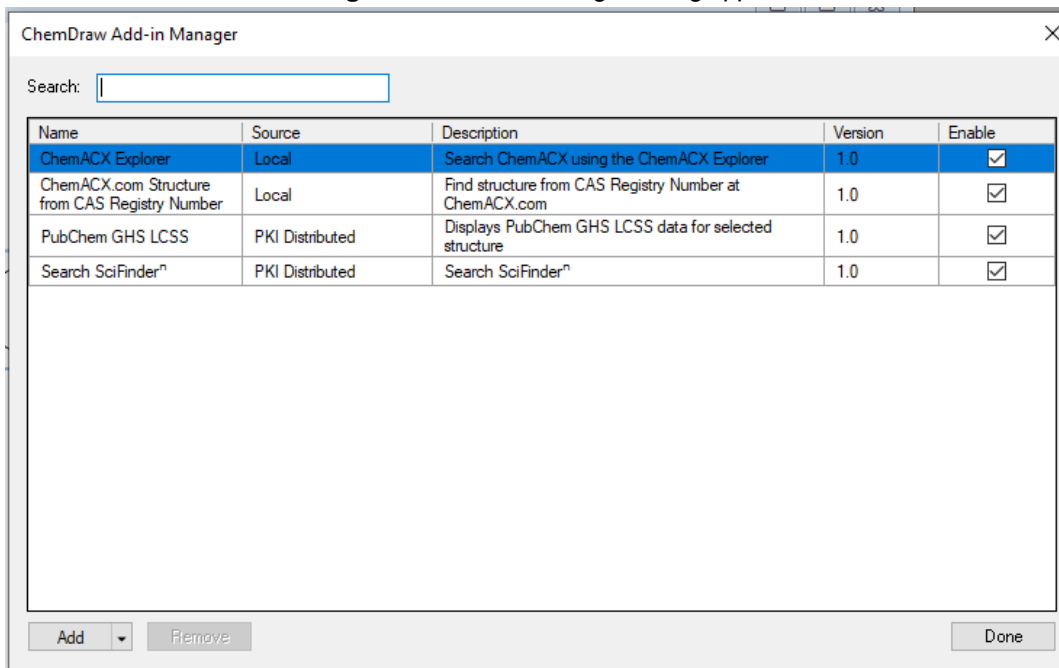 ChemDraw Add-in Manager
Search:
Name Source Description Version Enable
ChemACX Explorer Local Search ChemACX using the ChemACX Explorer 1.0
ChemACX.com Structure
from CAS Registry Number Local Find structure from CAS Registry Number at
ChemACX.com 1.0
PubChem GHS LCSS PKI Distributed Displays PubChem GHS LCSS data for selected
structure 1.0
Search SciFinderⁿ PKI Distributed Search SciFinderⁿ 1.0
Add Remove Done